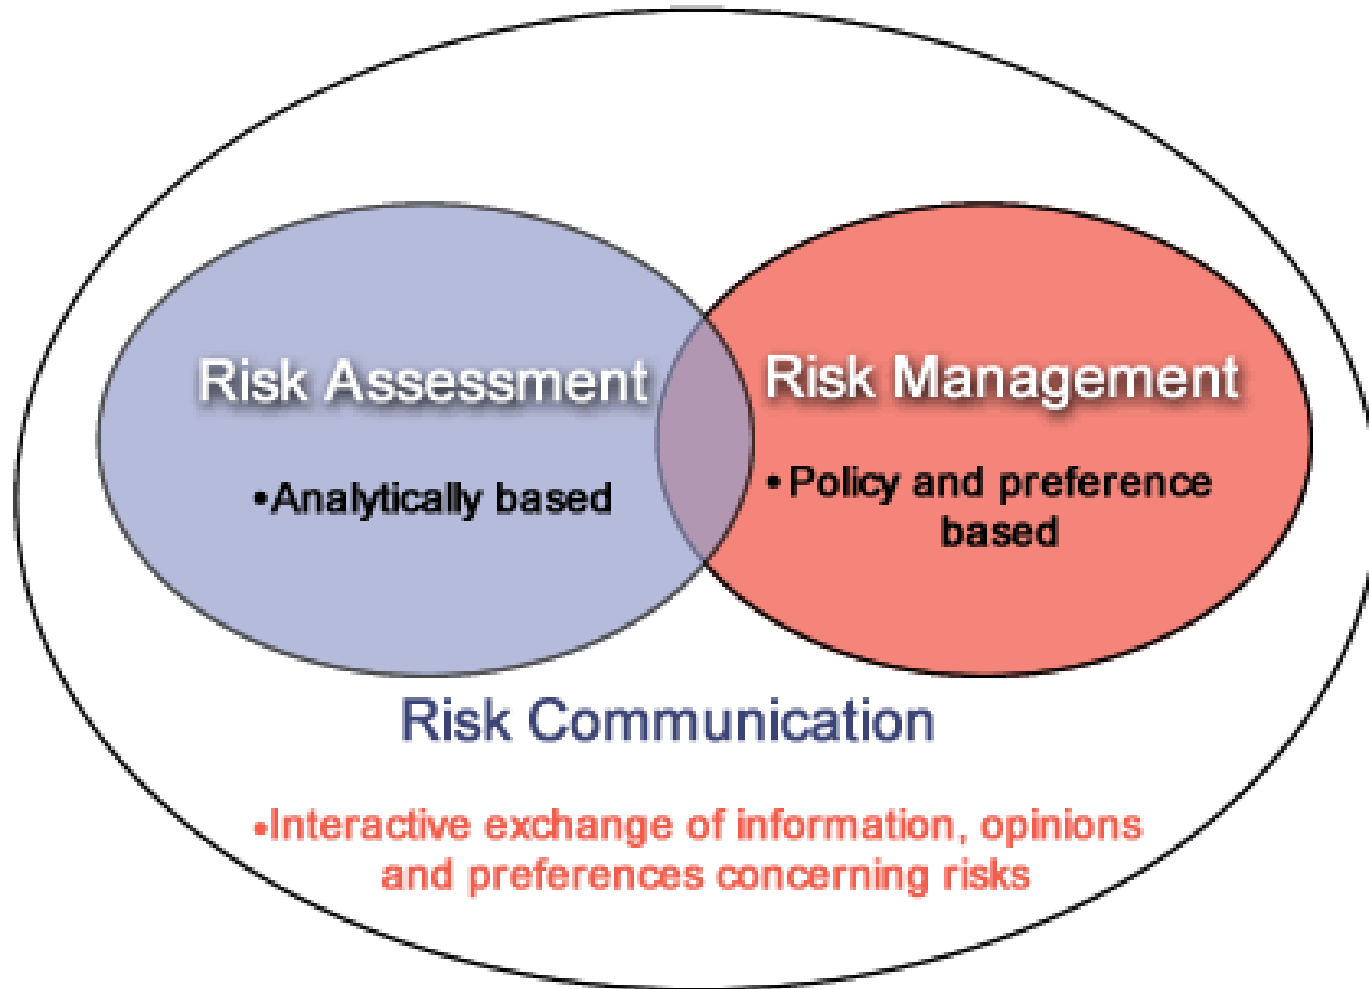 Risk Assessment
•Analytically based
Risk Management
•Policy and preference
based
Risk Communication
•Interactive exchange of information, opinions
and preferences concerning risks